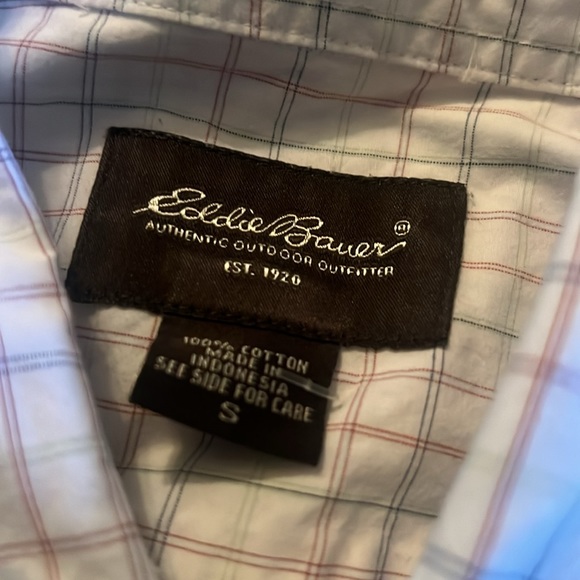 Eddie Bauer ®
AUTHENTIC OUTDOOR OUTFITTER
EST. 1920
100% COTTON
MADE IN
INDONESIA
SEE SIDE FOR CARE
S